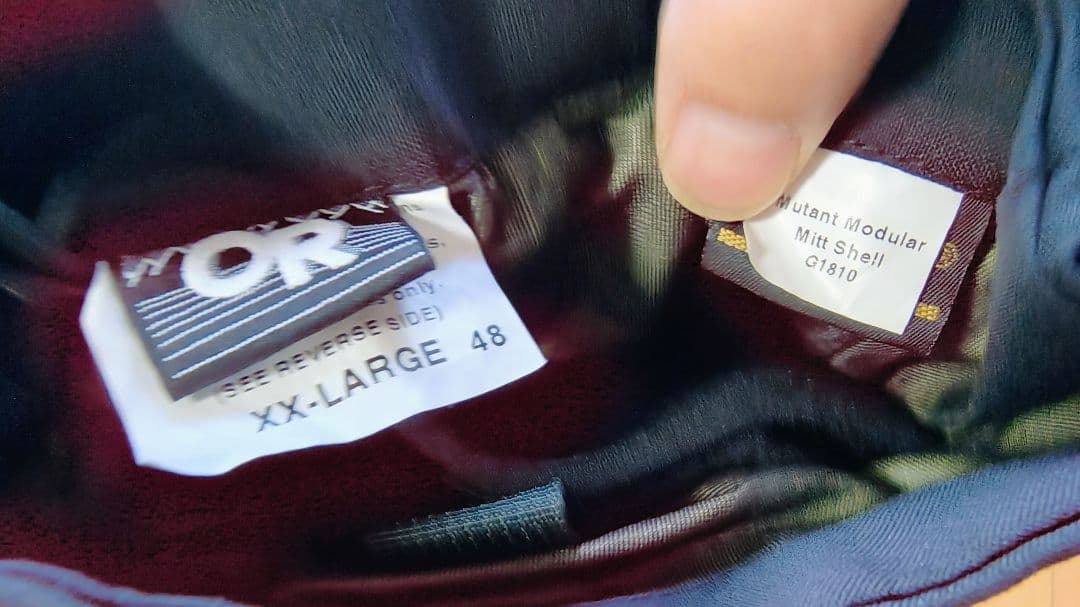 OR
s,
s only.
(SEE REVERSE SIDE)
XX-LARGE 48
Mutant Modular
Mitt Shell
G1810